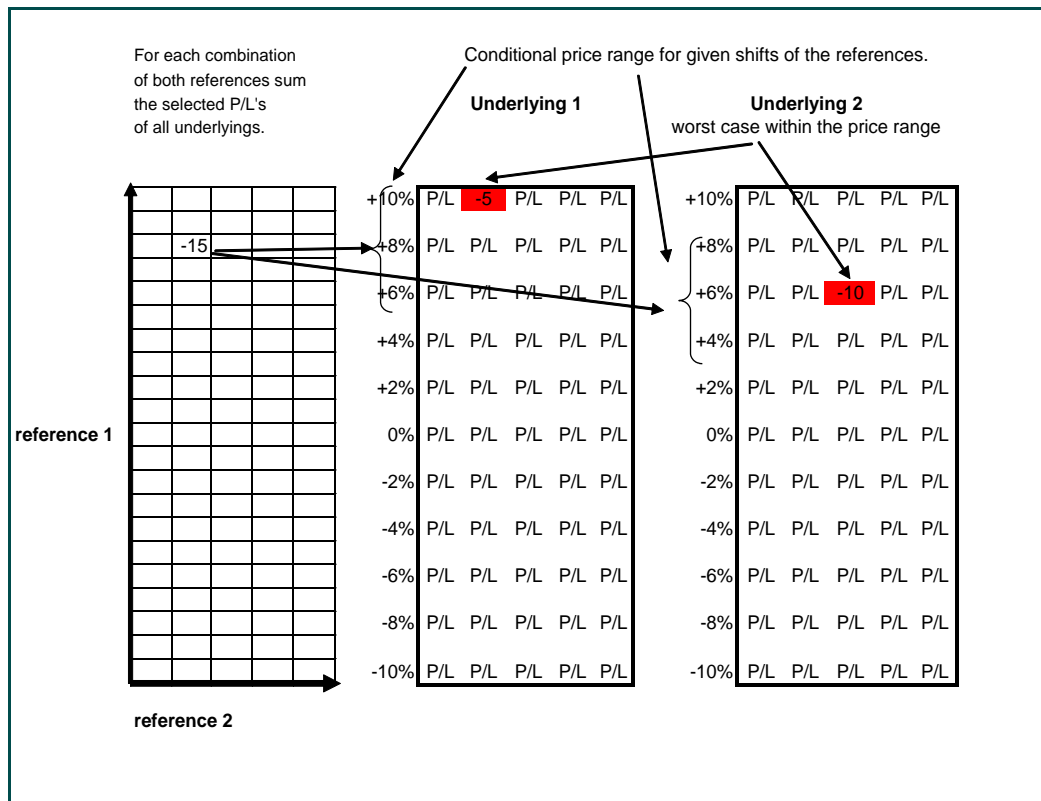 For each combination
of both references sum
the selected P/L's
of all underlyings.
Conditional price range for given shifts of the references.
Underlying 1
Underlying 2
worst case within the price range
+10% P/L -5 P/L P/L P/L
+10% P/L P/L P/L P/L P/L
-15
+8% P/L P/L P/L P/L P/L
+8% P/L P/L P/L P/L P/L
+6% P/L P/L P/L P/L P/L
+6% P/L P/L -10 P/L P/L
+4% P/L P/L P/L P/L P/L
+4% P/L P/L P/L P/L P/L
+2% P/L P/L P/L P/L P/L
+2% P/L P/L P/L P/L P/L
reference 1
0% P/L P/L P/L P/L P/L
0% P/L P/L P/L P/L P/L
-2% P/L P/L P/L P/L P/L
-2% P/L P/L P/L P/L P/L
-4% P/L P/L P/L P/L P/L
-4% P/L P/L P/L P/L P/L
-6% P/L P/L P/L P/L P/L
-6% P/L P/L P/L P/L P/L
-8% P/L P/L P/L P/L P/L
-8% P/L P/L P/L P/L P/L
-10% P/L P/L P/L P/L P/L
-10% P/L P/L P/L P/L P/L
reference 2